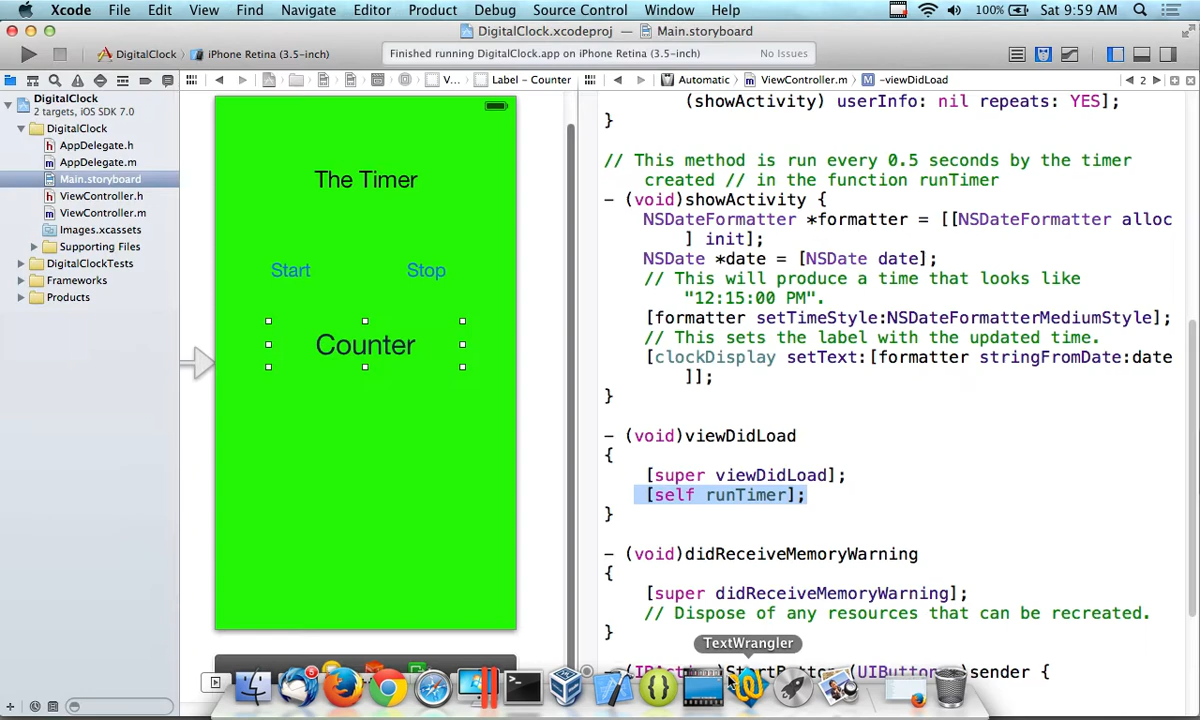 Xcode File Edit View Find Navigate Editor Product Debug Source Control Window Help 100% Sat 9:59 AM
DigitalClock.xcodeproj — Main.storyboard
DigitalClock iPhone Retina (3.5-inch) Finished running DigitalClock.app on iPhone Retina (3.5-inch) No Issues
V... Label – Counter Automatic ViewController.m M -viewDidLoad 2
DigitalClock
2 targets, iOS SDK 7.0
DigitalClock
h AppDelegate.h
m AppDelegate.m
Main.storyboard
h ViewController.h
m ViewController.m
Images.xcassets
Supporting Files
DigitalClockTests
Frameworks
Products
The Timer
Start Stop
Counter
(showActivity) userInfo: nil repeats: YES];
}
// This method is run every 0.5 seconds by the timer
created // in the function runTimer
- (void)showActivity {
NSDateFormatter *formatter = [[NSDateFormatter alloc
] init];
NSDate *date = [NSDate date];
// This will produce a time that looks like
"12:15:00 PM".
[formatter setTimeStyle:NSDateFormatterMediumStyle];
// This sets the label with the updated time.
[clockDisplay setText:[formatter stringFromDate:date
]];
}
- (void)viewDidLoad
{
[super viewDidLoad];
[self runTimer];
}
- (void)didReceiveMemoryWarning
{
[super didReceiveMemoryWarning];
// Dispose of any resources that can be recreated.
}
TextWrangler
sender {